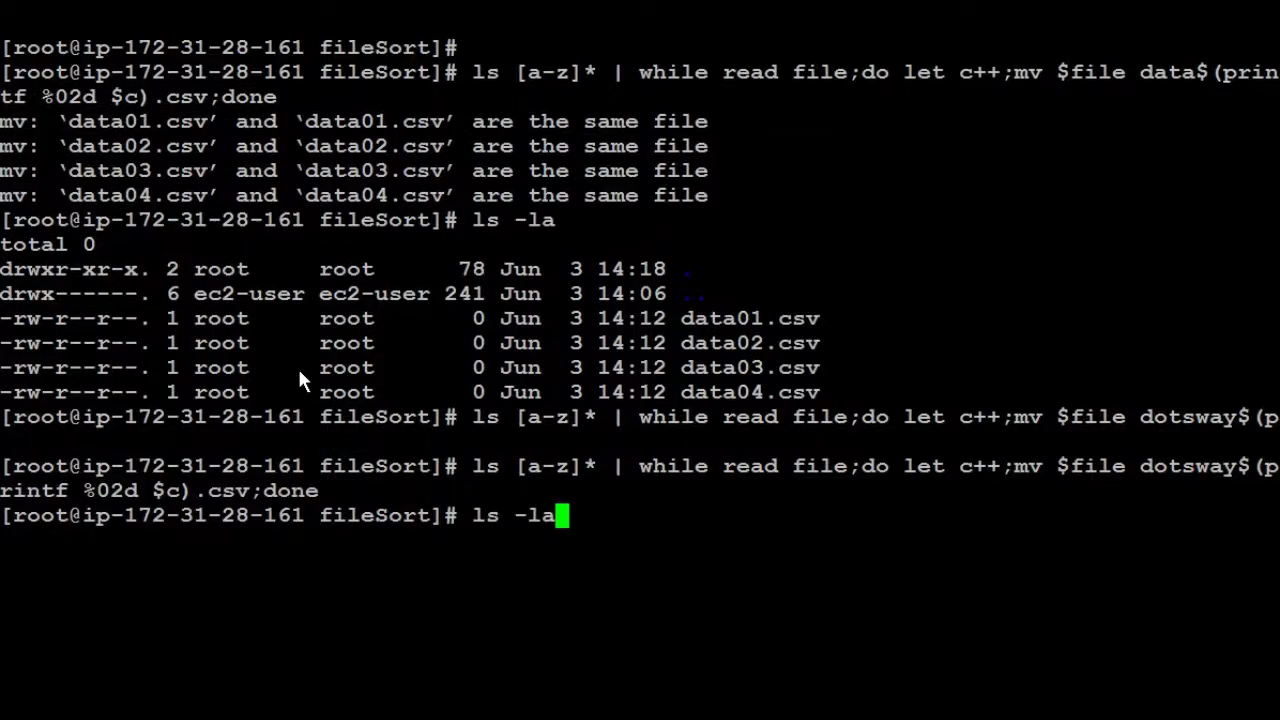 [root@ip-172-31-28-161 fileSort]#
[root@ip-172-31-28-161 fileSort]# ls [a-z]* | while read file;do let c++;mv $file data$(prin
tf %02d $c).csv;done
mv: ‘data01.csv’ and ‘data01.csv’ are the same file
mv: ‘data02.csv’ and ‘data02.csv’ are the same file
mv: ‘data03.csv’ and ‘data03.csv’ are the same file
mv: ‘data04.csv’ and ‘data04.csv’ are the same file
[root@ip-172-31-28-161 fileSort]# ls -la
total 0
drwxr-xr-x. 2 root     root      78 Jun  3 14:18 .
drwx------. 6 ec2-user ec2-user 241 Jun  3 14:06 ..
-rw-r--r--. 1 root     root       0 Jun  3 14:12 data01.csv
-rw-r--r--. 1 root     root       0 Jun  3 14:12 data02.csv
-rw-r--r--. 1 root     root       0 Jun  3 14:12 data03.csv
-rw-r--r--. 1 root     root       0 Jun  3 14:12 data04.csv
[root@ip-172-31-28-161 fileSort]# ls [a-z]* | while read file;do let c++;mv $file dotsway$(p
[root@ip-172-31-28-161 fileSort]# ls [a-z]* | while read file;do let c++;mv $file dotsway$(p
rintf %02d $c).csv;done
[root@ip-172-31-28-161 fileSort]# ls -la